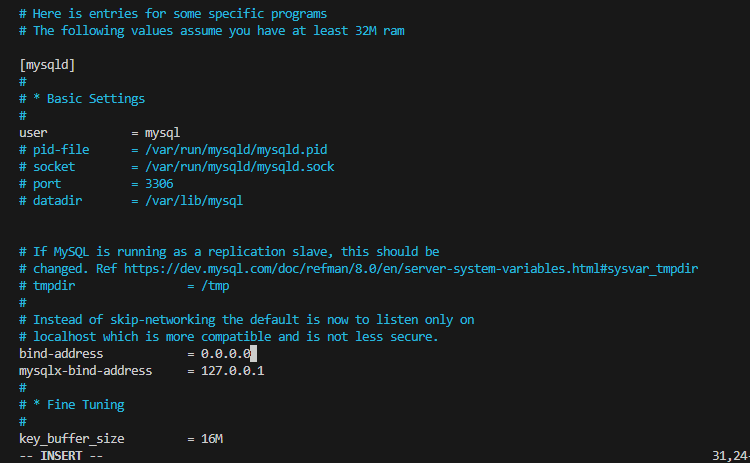 # Here is entries for some specific programs
# The following values assume you have at least 32M ram
[mysqld]
#
# * Basic Settings
#
user            = mysql
# pid-file      = /var/run/mysqld/mysqld.pid
# socket        = /var/run/mysqld/mysqld.sock
# port          = 3306
# datadir       = /var/lib/mysql
# If MySQL is running as a replication slave, this should be
# changed. Ref https://dev.mysql.com/doc/refman/8.0/en/server-system-variables.html#sysvar_tmpdir
# tmpdir                = /tmp
#
# Instead of skip-networking the default is now to listen only on
# localhost which is more compatible and is not less secure.
bind-address            = 0.0.0.0
mysqlx-bind-address     = 127.0.0.1
#
# * Fine Tuning
#
key_buffer_size         = 16M
-- INSERT -- 31,24